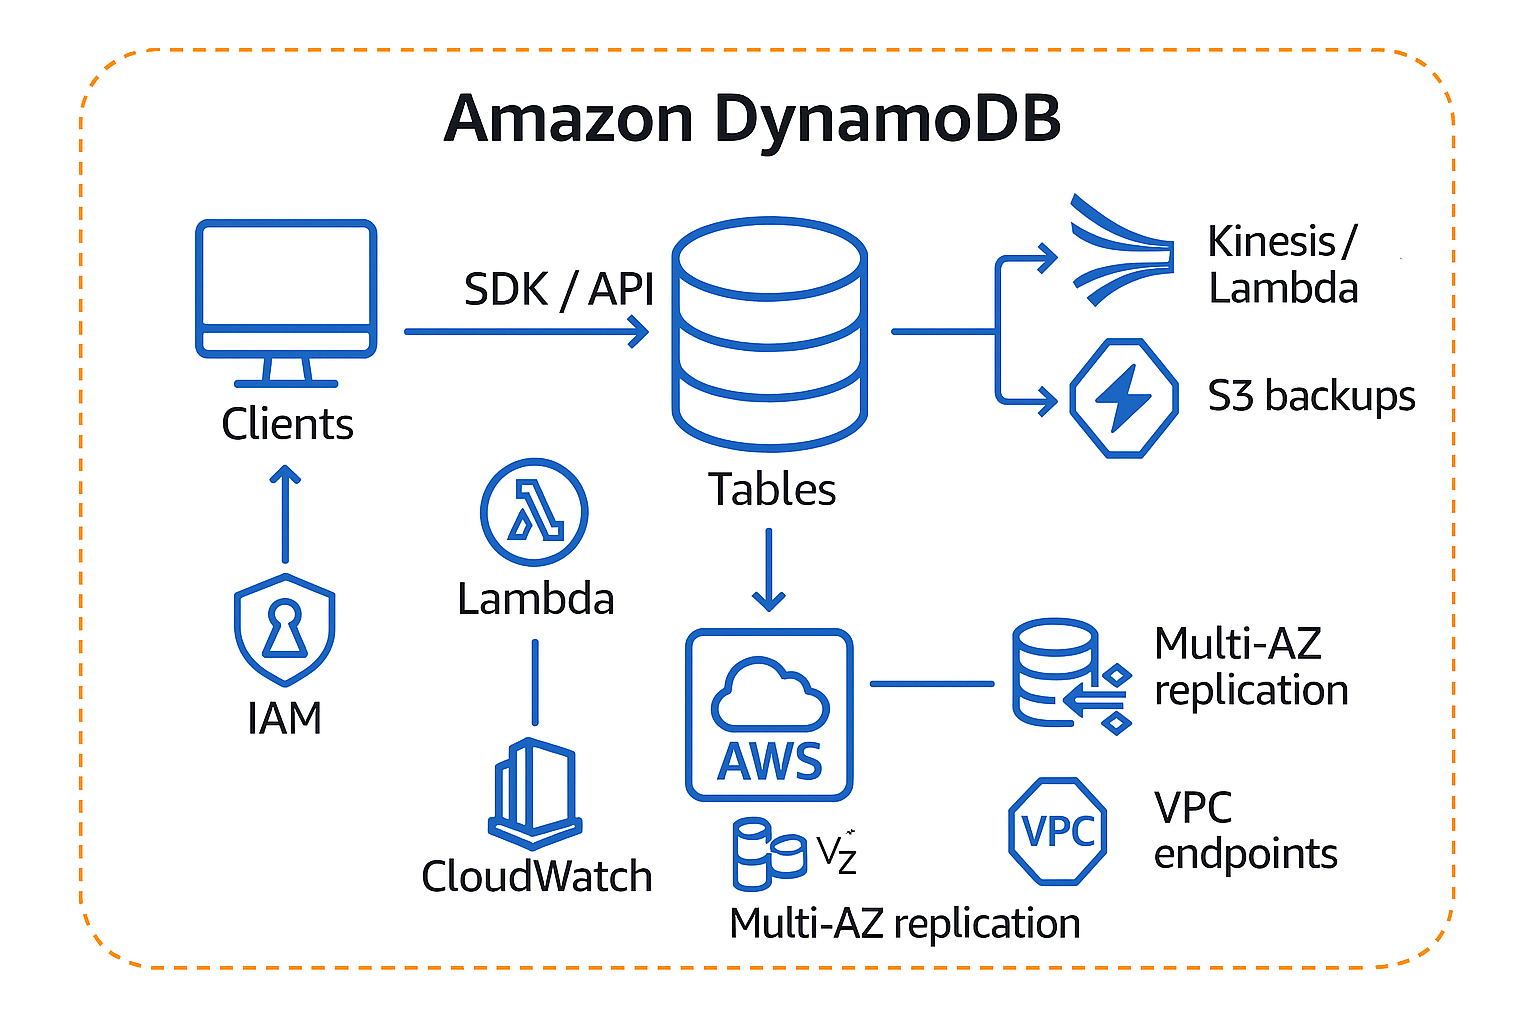 Amazon DynamoDB
SDK / API
Kinesis /
Lambda
S3 backups
Clients
Tables
Lambda
IAM
AWS
Multi-AZ
replication
CloudWatch
VPC
VPC
endpoints
Multi-AZ replication